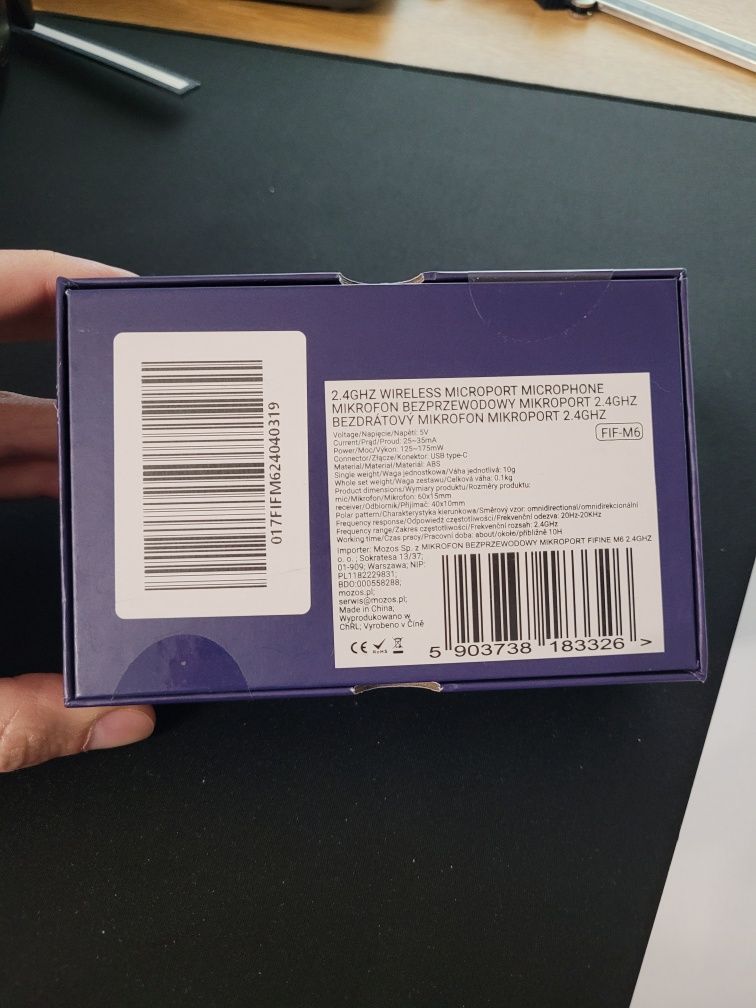 017FIFM624040319
2.4GHZ WIRELESS MICROPORT MICROPHONE
MIKROFON BEZPRZEWODOWY MIKROPORT 2.4GHZ
BEZDRÁTOVÝ MIKROFON MIKROPORT 2.4GHZ
FIF-M6
Voltage/Napięcie/Napětí: 5V
Current/Prąd/Proud: 25~35mA
Power/Moc/Výkon: 125~175mW
Connector/Złącze/Konektor: USB type-C
Material/Materiał/Materiál: ABS
Single weight/Waga jednostkowa/Váha jednotlivá: 10g
Whole set weight/Waga zestawu/Celková váha: 0.1kg
Product dimensions/Wymiary produktu/Rozměry produktu:
mic/Mikrofon/Mikrofon: 60x15mm
receiver/Odbiornik/Přijímač: 40x10mm
Polar pattern/Charakterystyka kierunkowa/Směrový vzor: omnidirectional/omnidirekcionální
Frequency response/Odpowiedź częstotliwości/Frekvenční odezva: 20Hz-20KHz
Frequency range/Zakres częstotliwości/Frekvenční rozsah: 2.4GHz
Working time/Czas pracy/Pracovní doba: about/około/přibližně 10H
Importer: Mozos Sp. z
o. o. ; Sokratesa 13/37;
01-909; Warszawa; NIP:
PL1182229831;
BDO:000558288;
mozos.pl;
serwis@mozos.pl;
Made in China;
Wyprodukowano w
ChRL; Vyrobeno v Číně
CE RoHS
MIKROFON BEZPRZEWODOWY MIKROPORT FIFINE M6 2.4GHZ
5 903738 183326 >